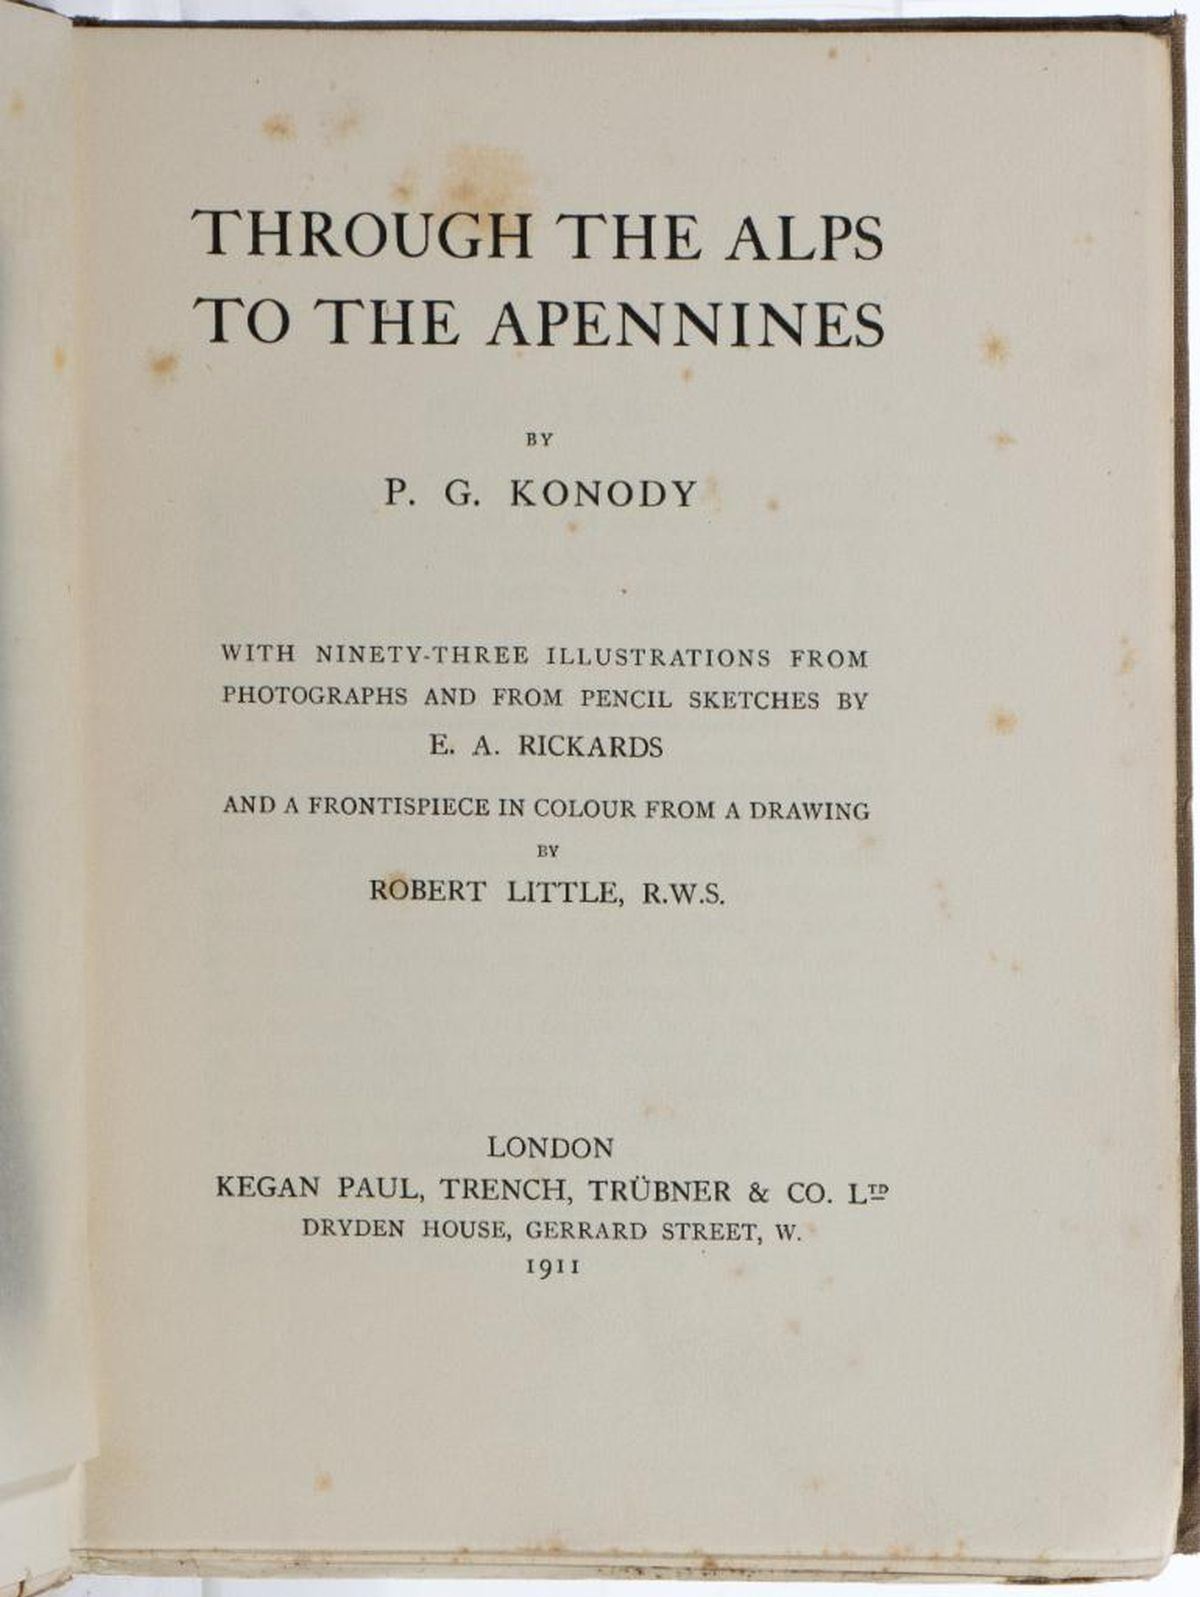 THROUGH THE ALPS
TO THE APENNINES
BY
P. G. KONODY
WITH NINETY-THREE ILLUSTRATIONS FROM
PHOTOGRAPHS AND FROM PENCIL SKETCHES BY
E. A. RICKARDS
AND A FRONTISPIECE IN COLOUR FROM A DRAWING
BY
ROBERT LITTLE, R.W.S.
LONDON
KEGAN PAUL, TRENCH, TRÜBNER & CO. LTD
DRYDEN HOUSE, GERRARD STREET, W.
1911